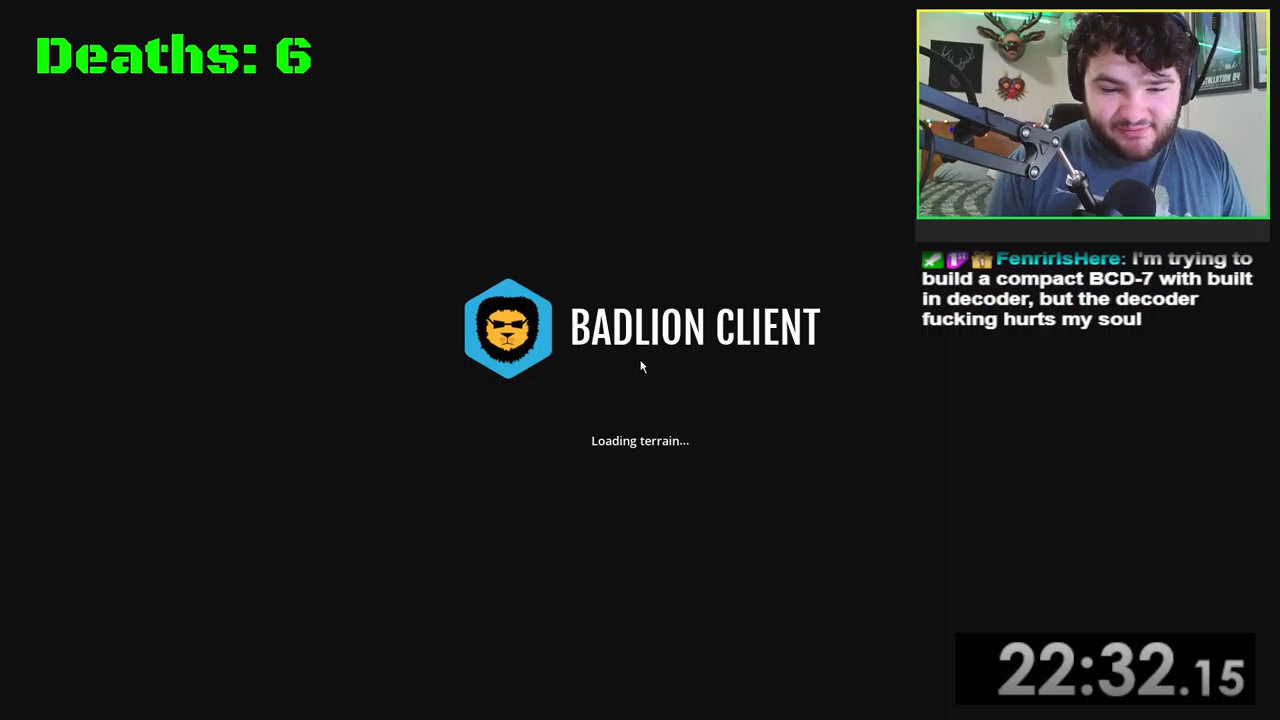 Deaths: 6
BADLION CLIENT
Loading terrain...
FenrirIsHere: I'm trying to
build a compact BCD-7 with built
in decoder, but the decoder
fucking hurts my soul
22:32.15